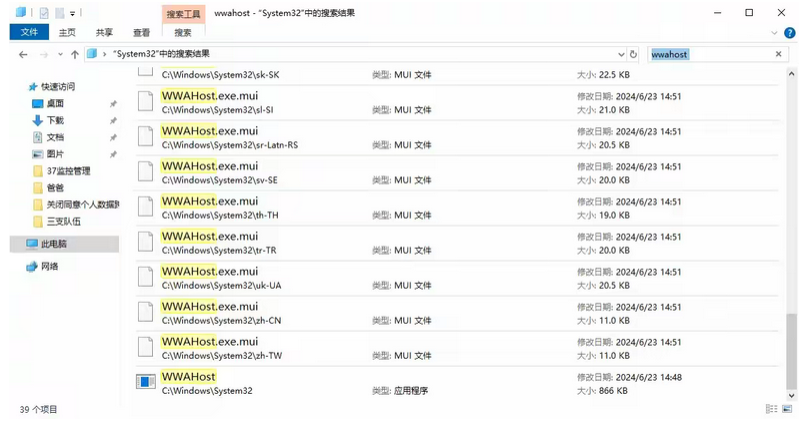 搜索工具
wwahost - “System32”中的搜索结果
文件
主页
共享
查看
搜索
“System32”中的搜索结果
wwahost
快速访问
桌面
下载
文档
图片
37监控管理
爸爸
关闭同意个人数据跨
三支队伍
此电脑
网络
C:\Windows\System32\sk-SK 类型: MUI 文件 大小: 22.5 KB
WWAHost.exe.mui 修改日期: 2024/6/23 14:51
C:\Windows\System32\sl-SI 类型: MUI 文件 大小: 21.0 KB
WWAHost.exe.mui 修改日期: 2024/6/23 14:51
C:\Windows\System32\sr-Latn-RS 类型: MUI 文件 大小: 20.5 KB
WWAHost.exe.mui 修改日期: 2024/6/23 14:51
C:\Windows\System32\sv-SE 类型: MUI 文件 大小: 20.0 KB
WWAHost.exe.mui 修改日期: 2024/6/23 14:51
C:\Windows\System32\th-TH 类型: MUI 文件 大小: 19.0 KB
WWAHost.exe.mui 修改日期: 2024/6/23 14:51
C:\Windows\System32\tr-TR 类型: MUI 文件 大小: 20.0 KB
WWAHost.exe.mui 修改日期: 2024/6/23 14:51
C:\Windows\System32\uk-UA 类型: MUI 文件 大小: 20.5 KB
WWAHost.exe.mui 修改日期: 2024/6/23 14:51
C:\Windows\System32\zh-CN 类型: MUI 文件 大小: 11.0 KB
WWAHost.exe.mui 修改日期: 2024/6/23 14:51
C:\Windows\System32\zh-TW 类型: MUI 文件 大小: 11.0 KB
WWAHost 修改日期: 2024/6/23 14:48
C:\Windows\System32 类型: 应用程序 大小: 866 KB
39 个项目